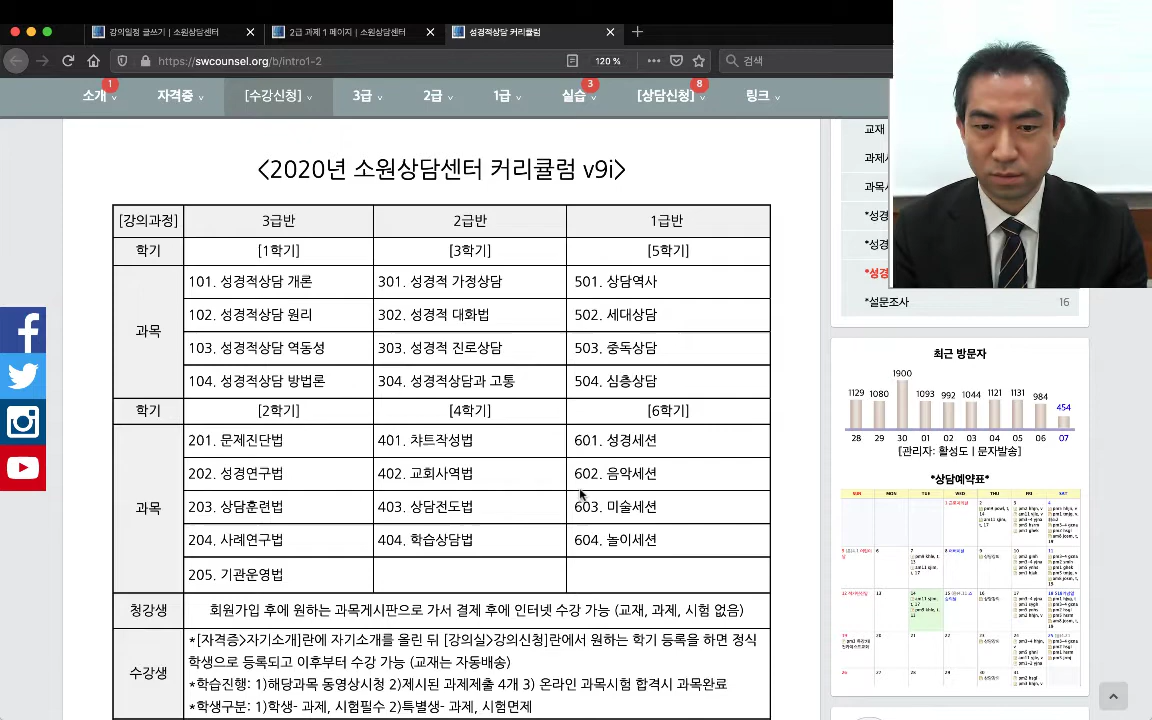 강의일정 글쓰기 | 소원상담센터
2급 과제 1 페이지 | 소원상담센터
성경적상담 커리큘럼
https://swcounsel.org/b/intro1-2
120 %
검색
소개 1
자격증
[수강신청]
3급
2급
1급
실습 3
[상담신청] 8
링크
<2020년 소원상담센터 커리큘럼 v9i>
[강의과정] 3급반 2급반 1급반
학기 [1학기] [3학기] [5학기]
과목
101. 성경적상담 개론 301. 성경적 가정상담 501. 상담역사
102. 성경적상담 원리 302. 성경적 대화법 502. 세대상담
103. 성경적상담 역동성 303. 성경적 진로상담 503. 중독상담
104. 성경적상담 방법론 304. 성경적상담과 고통 504. 심층상담
학기 [2학기] [4학기] [6학기]
과목
201. 문제진단법 401. 챠트작성법 601. 성경세션
202. 성경연구법 402. 교회사역법 602. 음악세션
203. 상담훈련법 403. 상담전도법 603. 미술세션
204. 사례연구법 404. 학습상담법 604. 놀이세션
205. 기관운영법
청강생 회원가입 후에 원하는 과목게시판으로 가서 결제 후에 인터넷 수강 가능 (교재, 과제, 시험 없음)
수강생
*[자격증>자기소개]란에 자기소개를 올린 뒤 [강의실>강의신청]란에서 원하는 학기 등록을 하면 정식
학생으로 등록되고 이후부터 수강 가능 (교재는 자동배송)
*학습진행: 1)해당과목 동영상시청 2)제시된 과제제출 4개 3) 온라인 과목시험 합격시 과목완료
*학생구분: 1)학생- 과제, 시험필수 2)특별생- 과제, 시험면제
교재
과제
과목
*성경
*성경
*성경
*설문조사 16
최근 방문자
1129 1080 1900 1093 992 1044 1121 1131 984 454
28 29 30 01 02 03 04 05 06 07
[관리자: 활성도 | 문자발송]
*상담예약표*
SUN MON TUE WED THU FRI SAT